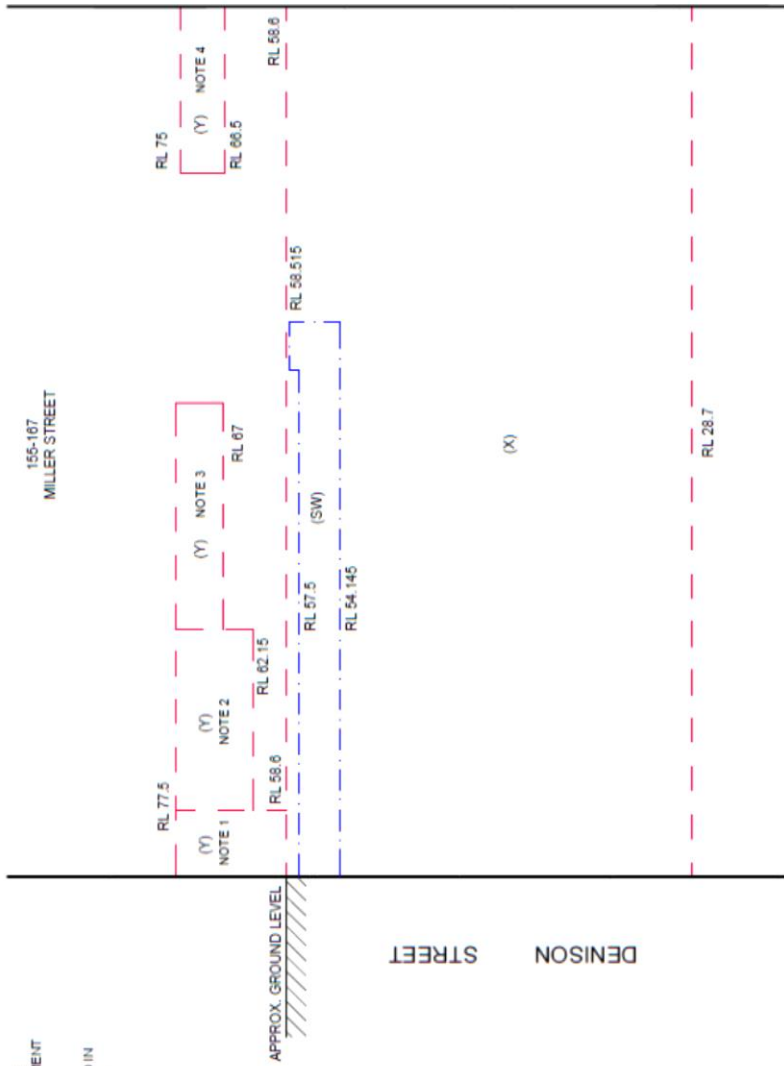 155-167
MILLER STREET
RL 75
(Y) NOTE 4
RL 66.5
RL 58.6
RL 58.515
(Y) NOTE 3
RL 67
RL 77.5
(Y)
NOTE 2
RL 62.15
(Y)
NOTE 1
RL 58.6
(SW)
RL 57.5
RL 54.145
(X)
RL 28.7
APPROX. GROUND LEVEL
DENISON STREET
ENT
IN